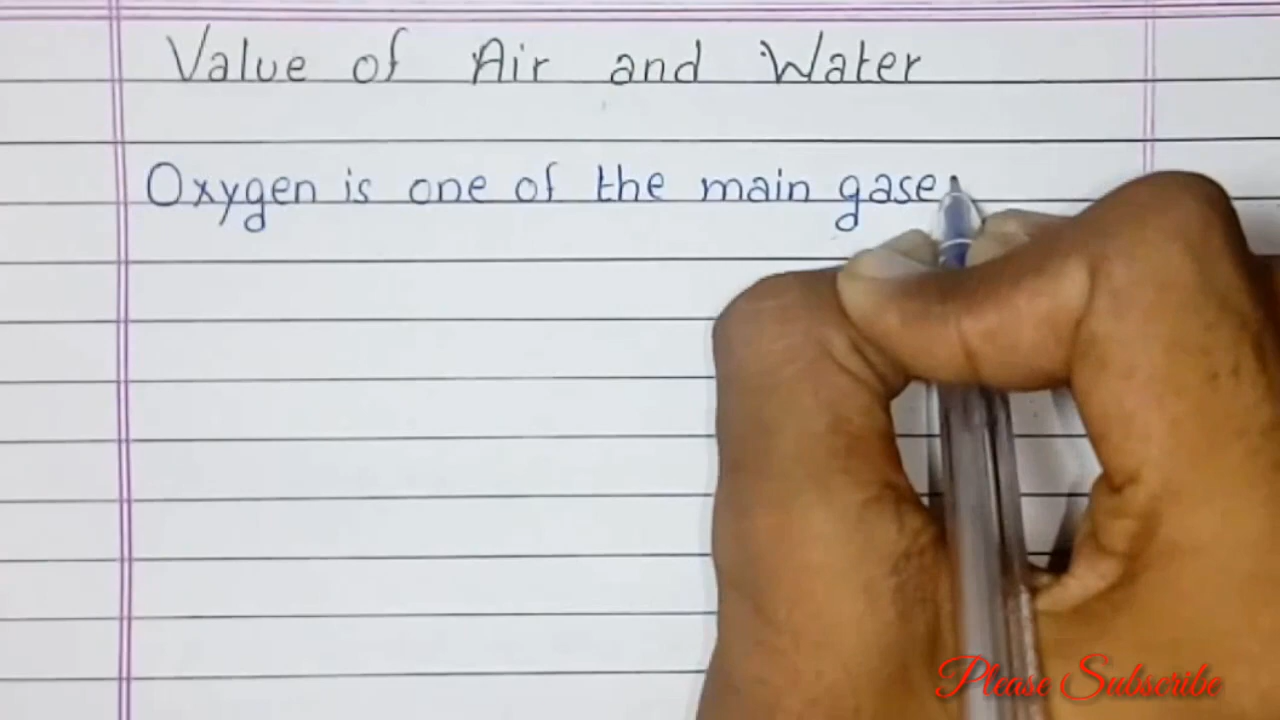 Value of Air and Water
Oxygen is one of the main gase
Please Subscribe